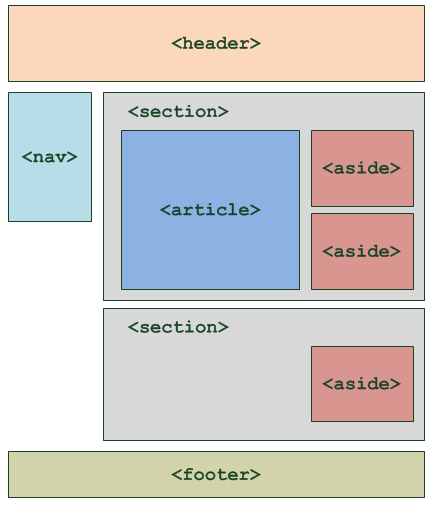 <header>
<nav>
<section>
<article>
<aside>
<aside>
<section>
<aside>
<footer>